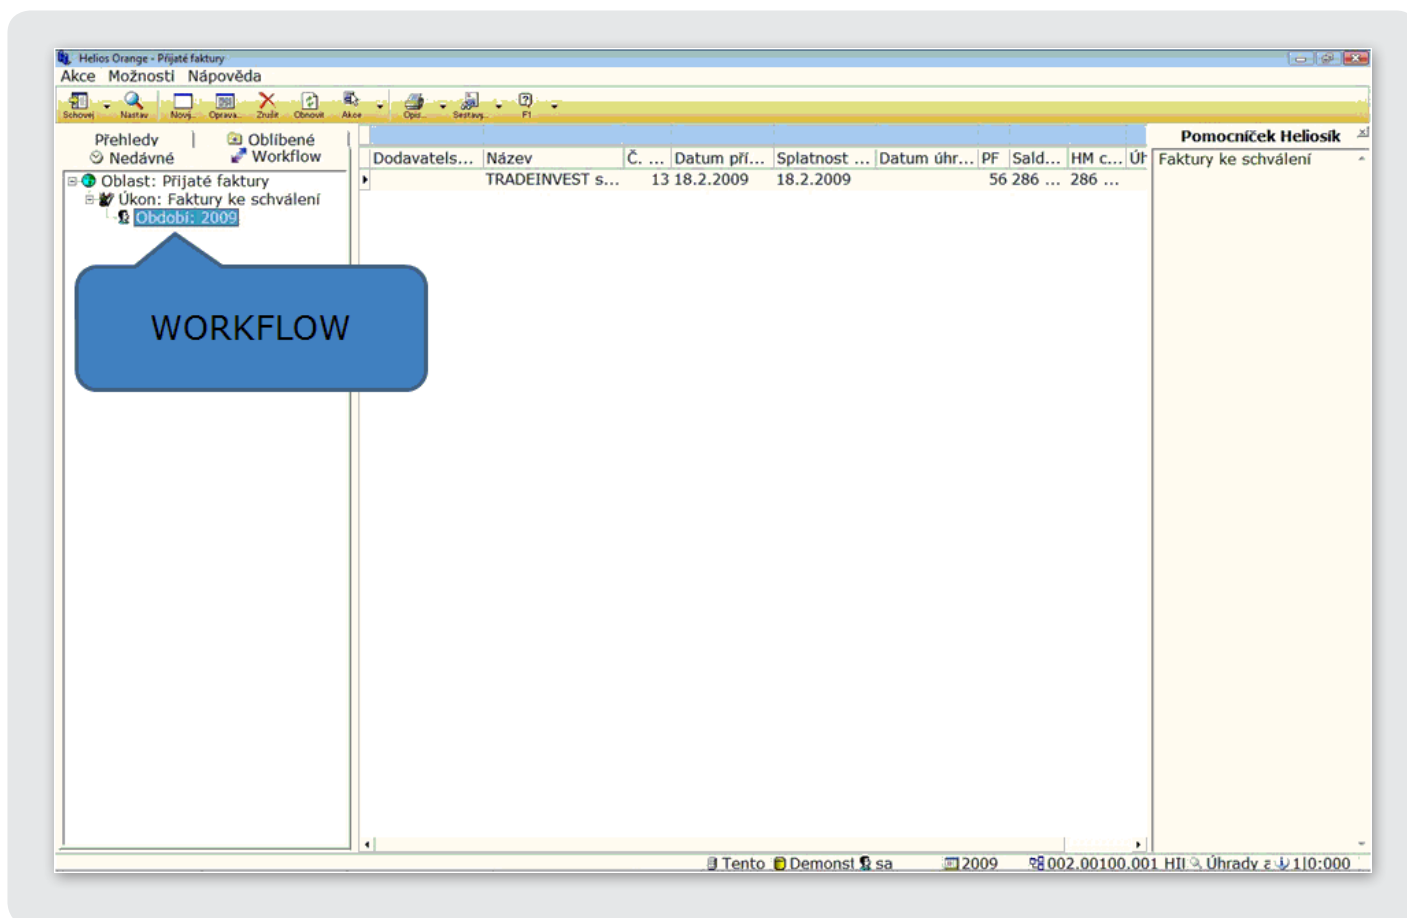 Helios Orange - Přijaté faktury
Akce Možnosti Nápověda
Schovej Nastav Nový... Oprava... Zrušit Obnovit Akce Opis... Sestavy... F1
Přehledy Oblíbené
Nedávné Workflow
Oblast: Přijaté faktury
Úkon: Faktury ke schválení
Období: 2009
WORKFLOW
Dodavatels... Název Č. ... Datum pří... Splatnost ... Datum úhr... PF Sald... HM c... Úh
TRADEINVEST s... 13 18.2.2009 18.2.2009 56 286 ... 286 ...
Pomocníček Heliosík
Faktury ke schválení
Tento Demonst sa 2009 002.00100.001 HII Úhrady z 1|0:000